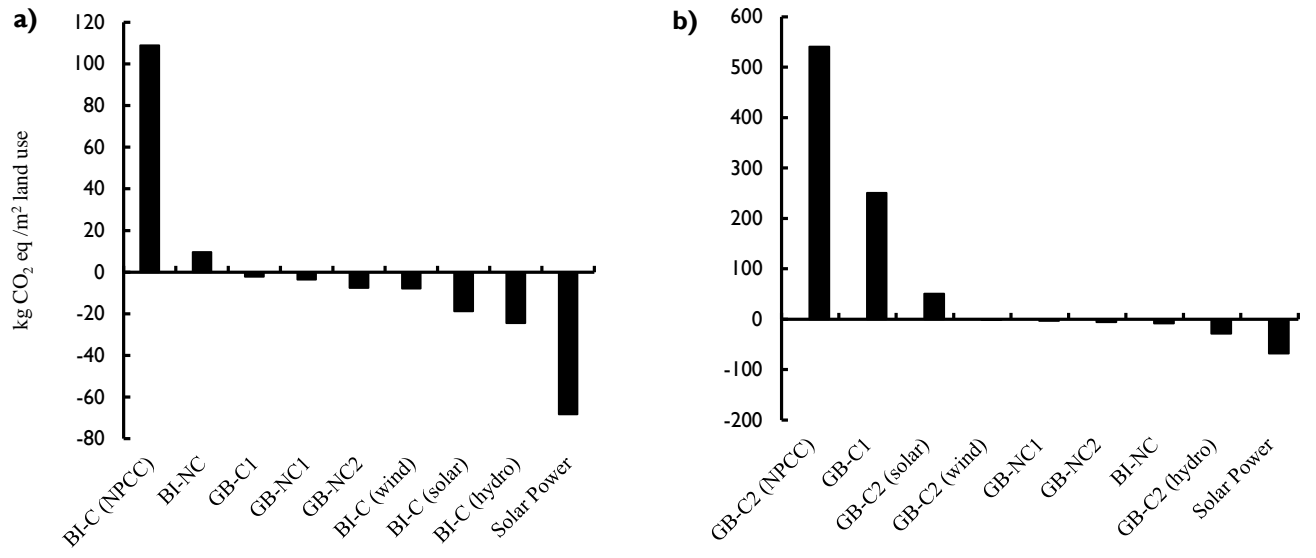 a)
kg CO₂ eq /m² land use
120
100
80
60
40
20
0
-20
-40
-60
-80
BI-C (NPCC)
BI-NC
GB-C1
GB-NC1
GB-NC2
BI-C (wind)
BI-C (solar)
BI-C (hydro)
Solar Power
b)
600
500
400
300
200
100
0
-100
-200
GB-C2 (NPCC)
GB-C1
GB-C2 (solar)
GB-C2 (wind)
GB-NC1
GB-NC2
BI-NC
GB-C2 (hydro)
Solar Power